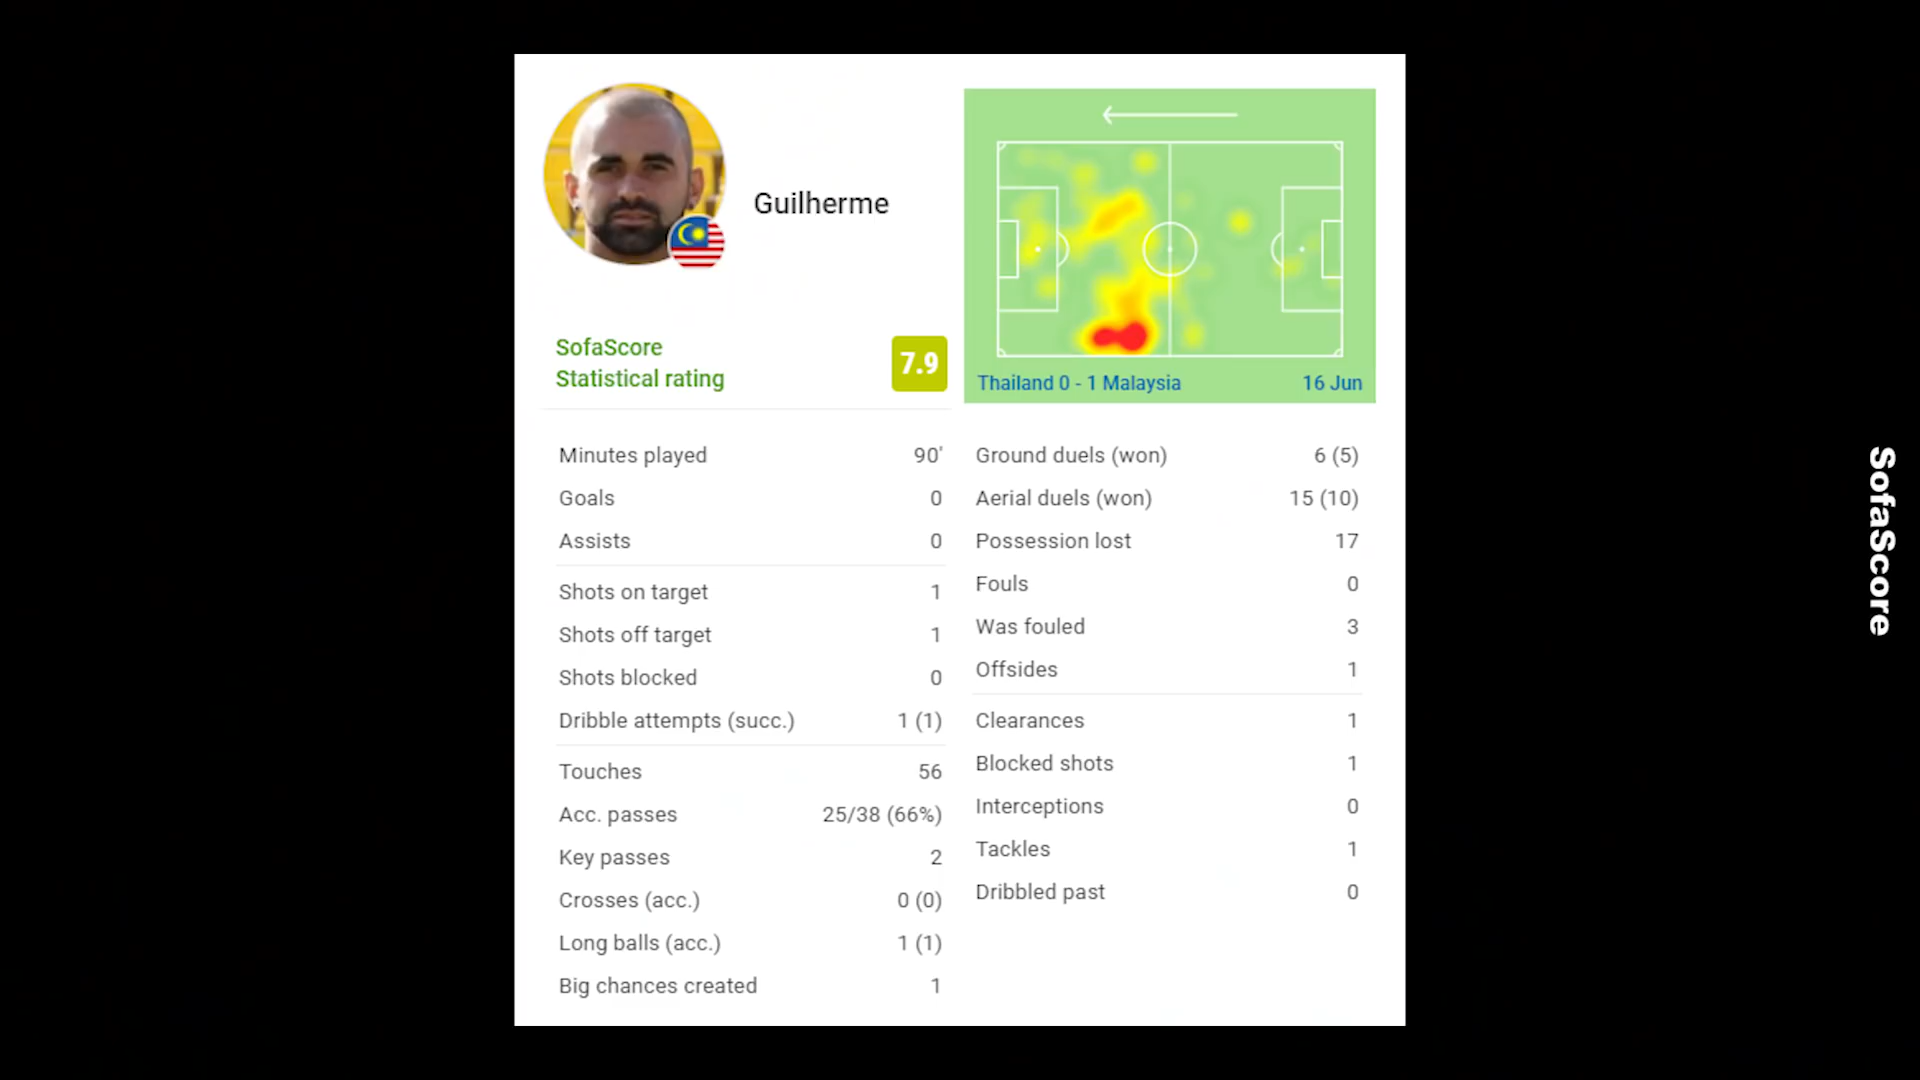 Guilherme
SofaScore
Statistical rating
7.9
Thailand 0 - 1 Malaysia 16 Jun
Minutes played 90'
Goals 0
Assists 0
Shots on target 1
Shots off target 1
Shots blocked 0
Dribble attempts (succ.) 1 (1)
Touches 56
Acc. passes 25/38 (66%)
Key passes 2
Crosses (acc.) 0 (0)
Long balls (acc.) 1 (1)
Big chances created 1
Ground duels (won) 6 (5)
Aerial duels (won) 15 (10)
Possession lost 17
Fouls 0
Was fouled 3
Offsides 1
Clearances 1
Blocked shots 1
Interceptions 0
Tackles 1
Dribbled past 0
SofaScore